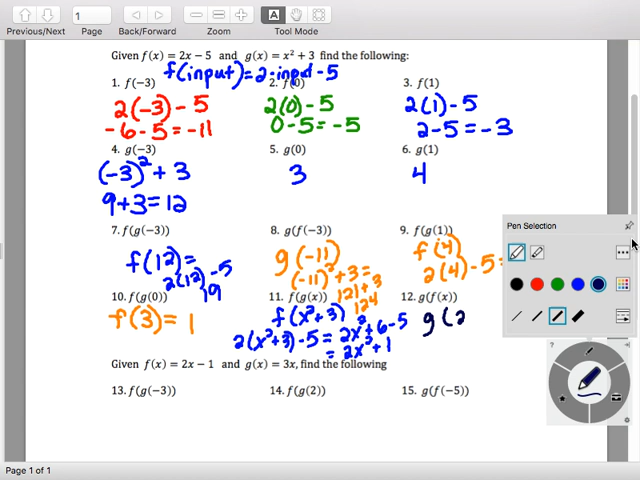 1
Previous/Next Page Back/Forward Zoom Tool Mode
Given f(x) = 2x − 5 and g(x) = x² + 3 find the following:
f(input) = 2·input − 5
1. f(−3) 2. f(0) 3. f(1)
2(−3) − 5 2(0) − 5 2(1) − 5
−6 − 5 = −11 0 − 5 = −5 2 − 5 = −3
4. g(−3) 5. g(0) 6. g(1)
(−3)² + 3 3 4
9 + 3 = 12
7. f(g(−3)) 8. g(f(−3)) 9. f(g(1))
f(12) = g(−11) f(4)
2(12) − 5 (−11)² + 3 = 2(4) − 5 =
19 121 + 3
124
10. f(g(0)) 11. f(g(x)) 12. g(f(x))
f(3) = 1 f(x² + 3) g(2
2(x² + 3) − 5 = 2x² + 6 − 5
= 2x² + 1
Given f(x) = 2x − 1 and g(x) = 3x, find the following
13. f(g(−3)) 14. f(g(2)) 15. g(f(−5))
Pen Selection
Page 1 of 1